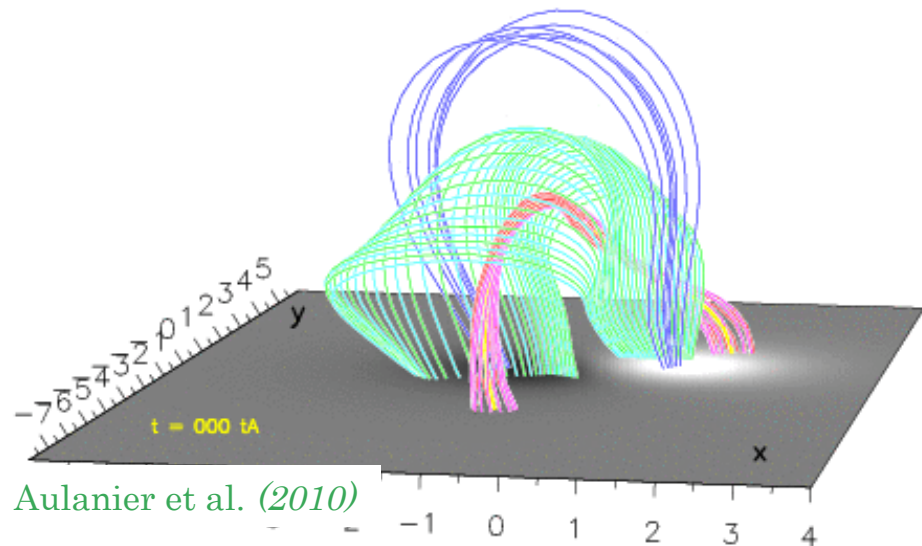 -7-6-5-4-3-2-1 0 1 2 3 4 5
y
t = 000 tA
x
Aulanier et al. (2010)
-1 0 1 2 3 4